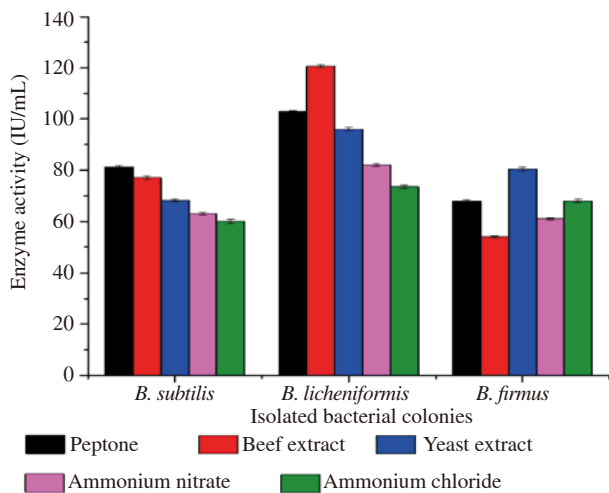 140
120
100
80
60
40
20
0
Enzyme activity (IU/mL)
B. subtilis B. licheniformis B. firmus
Isolated bacterial colonies
Peptone Beef extract Yeast extract
Ammonium nitrate Ammonium chloride